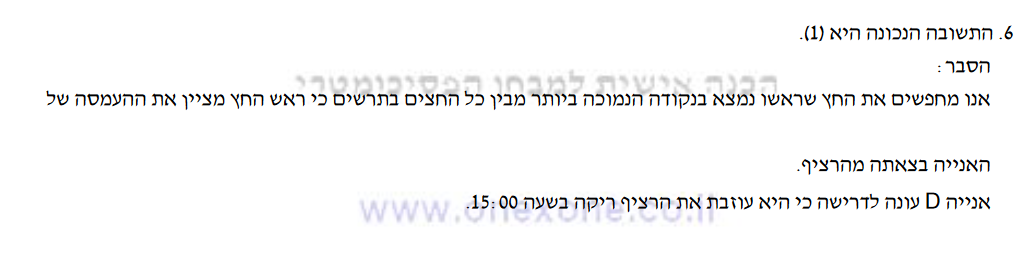 6. התשובה הנכונה היא (1).
הסבר:
הכנה אישית למבחן הפסיכומטרי
אנו מחפשים את החץ שראשו נמצא בנקודה הנמוכה ביותר מבין כל החצים בתרשים כי ראש החץ מציין את ההעמסה של
האנייה בצאתה מהרציף.
אנייה D עונה לדרישה כי היא עוזבת את הרציף ריקה בשעה 15:00.
www.onexone.co.il